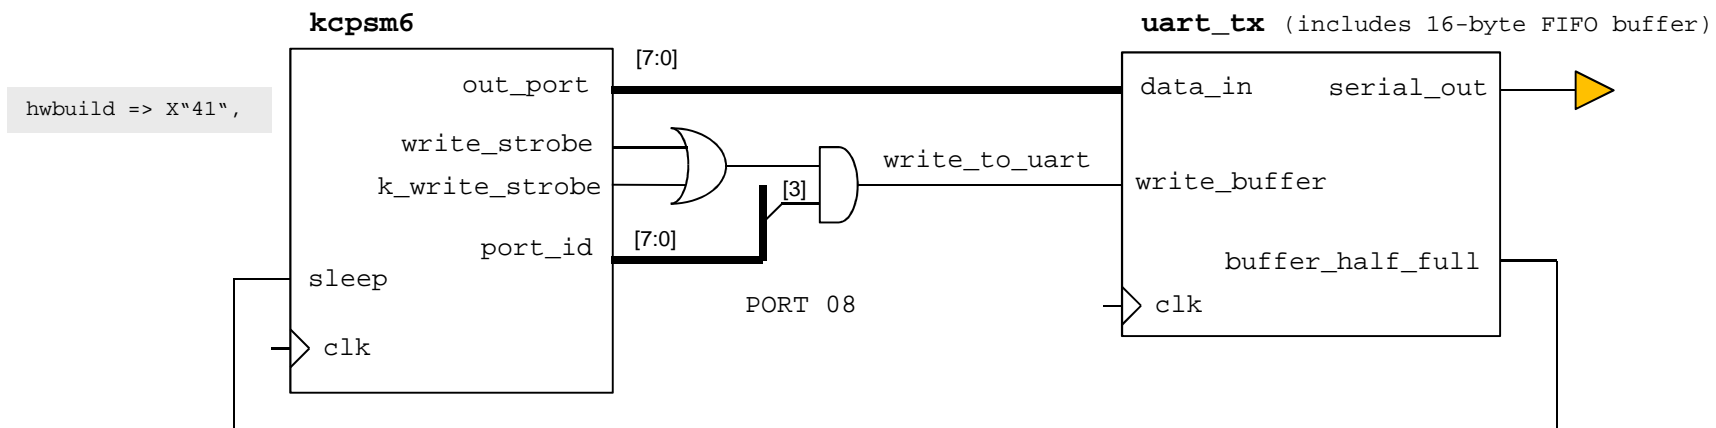 kcpsm6
uart_tx (includes 16-byte FIFO buffer)
[7:0]
out_port
data_in
serial_out
hwbuild => X“41“,
write_strobe
write_to_uart
k_write_strobe
[3]
write_buffer
port_id
[7:0]
buffer_half_full
sleep
PORT 08
clk
clk